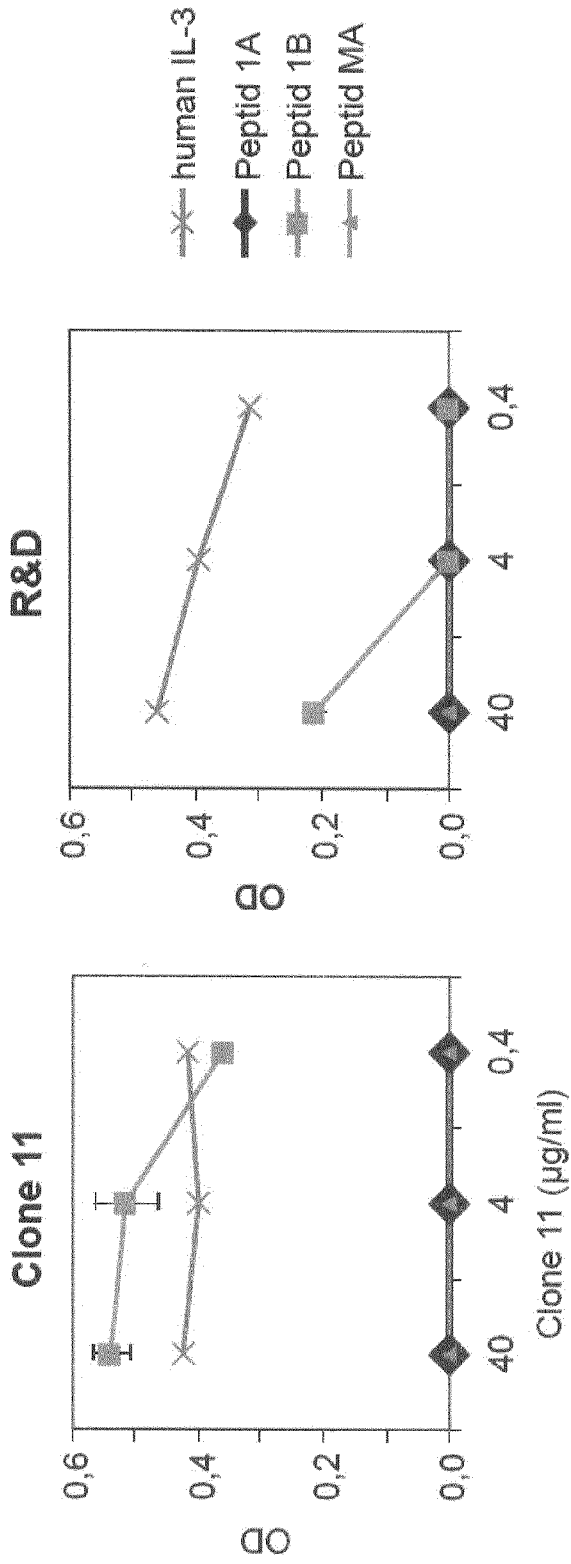 Clone 11
OD
0,6
0,4
0,2
0,0
40
4
0,4
Clone 11 (µg/ml)
R&D
OD
0,6
0,4
0,2
0,0
40
4
0,4
human IL-3
Peptid 1A
Peptid 1B
Peptid MA